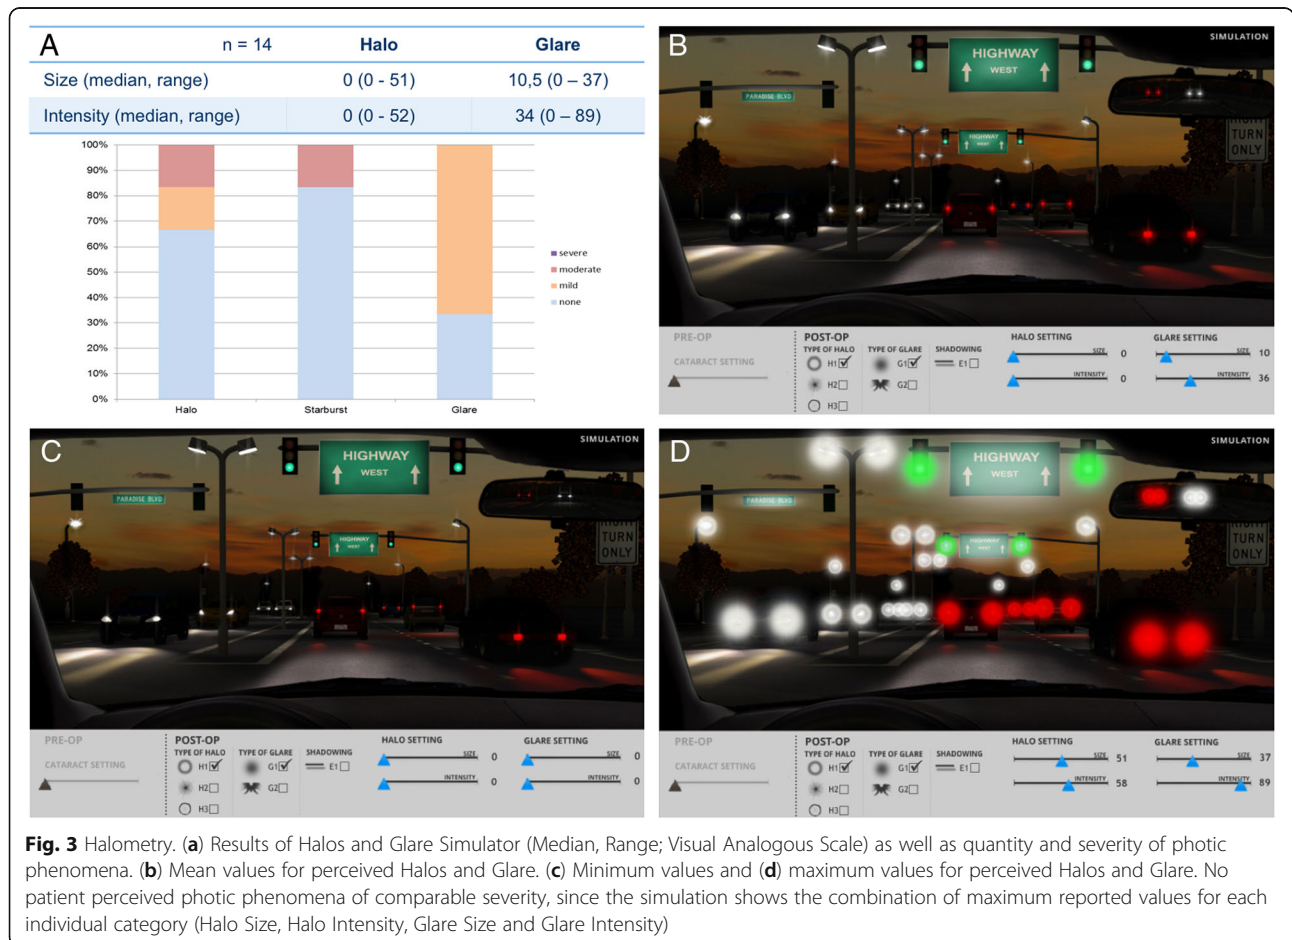 A
n = 14 Halo Glare
Size (median, range) 0 (0 - 51) 10,5 (0 – 37)
Intensity (median, range) 0 (0 - 52) 34 (0 – 89)
100%
90%
80%
70%
60%
50%
40%
30%
20%
10%
0%
Halo Starburst Glare
severe
moderate
mild
none
B
SIMULATION
HIGHWAY
WEST
PARADISE BLVD
HIGHWAY
WEST
RIGHT
TURN
ONLY
PRE-OP
CATARACT SETTING
POST-OP
TYPE OF HALO TYPE OF GLARE SHADOWING
H1 G1 E1
H2 G2
H3
HALO SETTING GLARE SETTING
SIZE 0 SIZE 10
INTENSITY 0 INTENSITY 36
C
SIMULATION
HIGHWAY
WEST
PARADISE BLVD
HIGHWAY
WEST
RIGHT
TURN
ONLY
PRE-OP
CATARACT SETTING
POST-OP
TYPE OF HALO TYPE OF GLARE SHADOWING
H1 G1 E1
H2 G2
H3
HALO SETTING GLARE SETTING
SIZE 0 SIZE 0
INTENSITY 0 INTENSITY 0
D
SIMULATION
HIGHWAY
WEST
PARADISE BLVD
HIGHWAY
WEST
RIGHT
TURN
ONLY
PRE-OP
CATARACT SETTING
POST-OP
TYPE OF HALO TYPE OF GLARE SHADOWING
H1 G1 E1
H2 G2
H3
HALO SETTING GLARE SETTING
SIZE 51 SIZE 37
INTENSITY 58 INTENSITY 89
Fig. 3 Halometry. (a) Results of Halos and Glare Simulator (Median, Range; Visual Analogous Scale) as well as quantity and severity of photic
phenomena. (b) Mean values for perceived Halos and Glare. (c) Minimum values and (d) maximum values for perceived Halos and Glare. No
patient perceived photic phenomena of comparable severity, since the simulation shows the combination of maximum reported values for each
individual category (Halo Size, Halo Intensity, Glare Size and Glare Intensity)